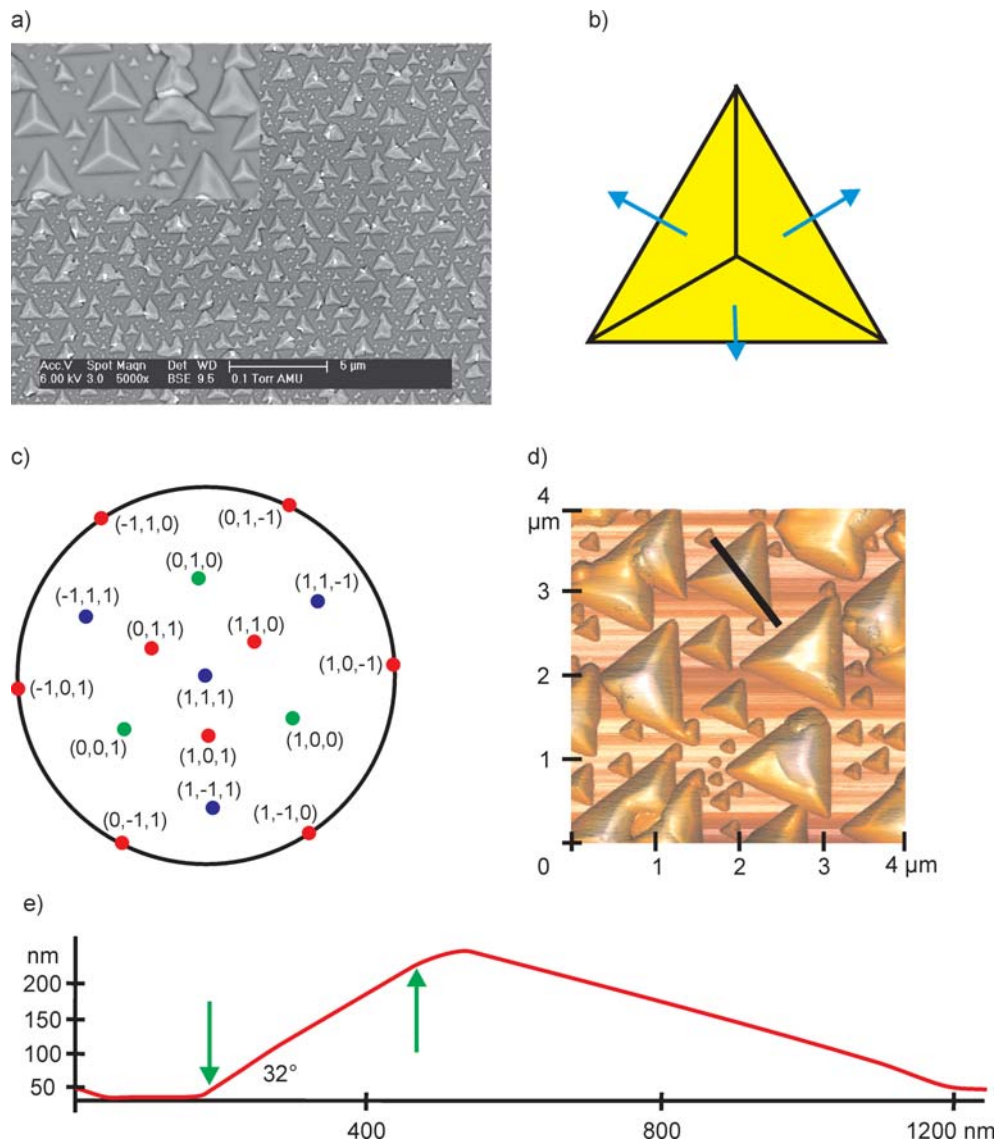 a)
b)
Acc.V Spot Magn Det WD 5 µm
6.00 kV 3.0 5000x BSE 9.5 0.1 Torr AMU
c)
(-1,1,0)
(0,1,-1)
(0,1,0)
(-1,1,1)
(1,1,-1)
(0,1,1)
(1,1,0)
(1,0,-1)
(-1,0,1)
(1,1,1)
(0,0,1)
(1,0,0)
(1,0,1)
(1,-1,1)
(0,-1,1)
(1,-1,0)
d)
4
µm
3
2
1
0
1 2 3 4 µm
e)
nm
200
150
100
50
32°
400 800 1200 nm